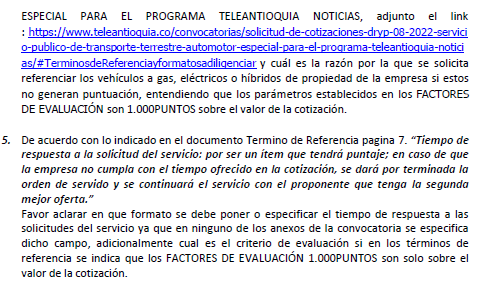 ESPECIAL PARA EL PROGRAMA TELEANTIOQUIA NOTICIAS, adjunto el link
: https://www.teleantioquia.co/convocatorias/solicitud-de-cotizaciones-dryp-08-2022-servici
o-publico-de-transporte-terrestre-automotor-especial-para-el-programa-teleantioquia-notici
as/#TerminosdeReferenciayformatosadiligenciar y cuál es la razón por la que se solicita
referenciar los vehículos a gas, eléctricos o híbridos de propiedad de la empresa si estos
no generan puntuación, entendiendo que los parámetros establecidos en los FACTORES
DE EVALUACIÓN son 1.000PUNTOS sobre el valor de la cotización.
5. De acuerdo con lo indicado en el documento Termino de Referencia pagina 7. “Tiempo de
respuesta a la solicitud del servicio: por ser un ítem que tendrá puntaje; en caso de que
la empresa no cumpla con el tiempo ofrecido en la cotización, se dará por terminada la
orden de servido y se continuará el servicio con el proponente que tenga la segunda
mejor oferta.”
Favor aclarar en que formato se debe poner o especificar el tiempo de respuesta a las
solicitudes del servicio ya que en ninguno de los anexos de la convocatoria se especifica
dicho campo, adicionalmente cual es el criterio de evaluación si en los términos de
referencia se indica que los FACTORES DE EVALUACIÓN 1.000PUNTOS son solo sobre el
valor de la cotización.